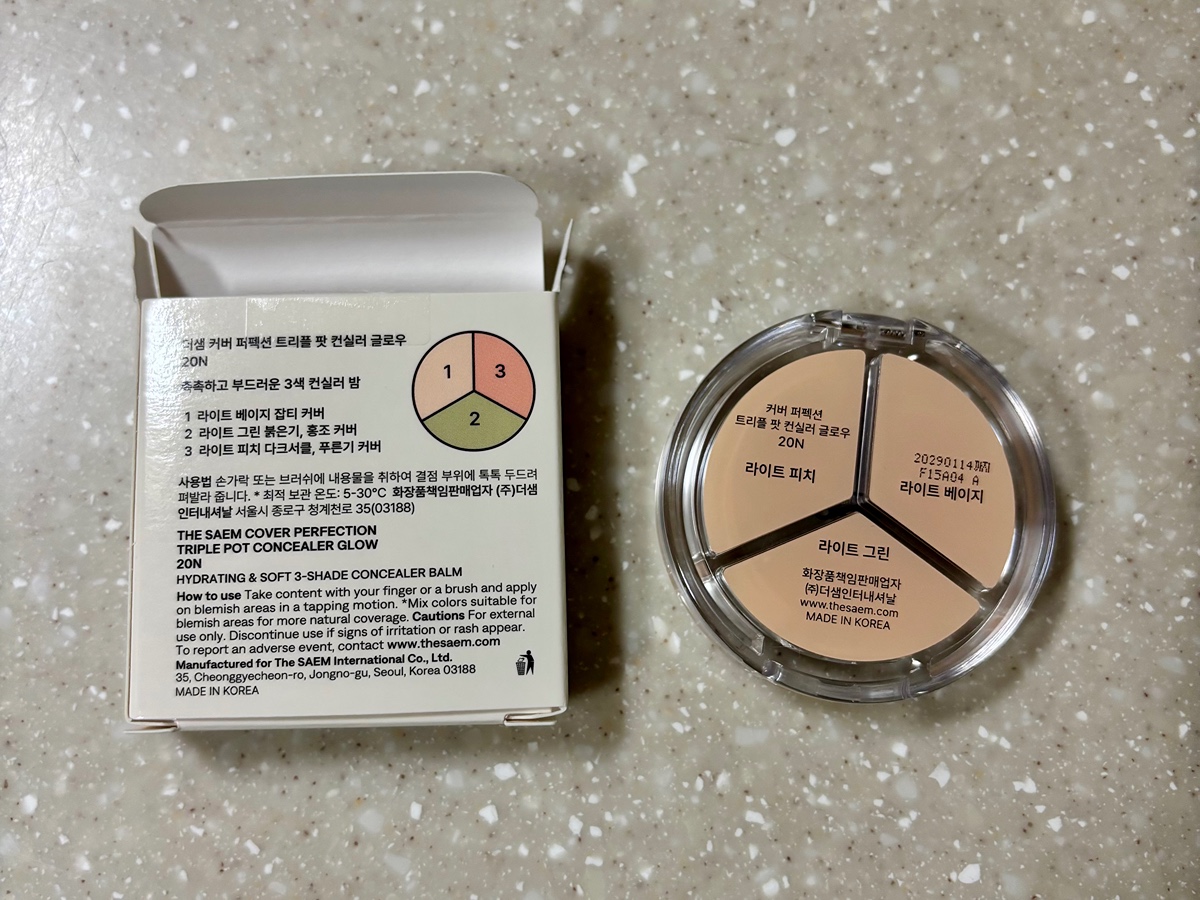 더샘 커버 퍼펙션 트리플 팟 컨실러 글로우
20N
촉촉하고 부드러운 3색 컨실러 밤
1 라이트 베이지 잡티 커버
2 라이트 그린 붉은기, 홍조 커버
3 라이트 피치 다크서클, 푸른기 커버
1
3
2
사용법 손가락 또는 브러쉬에 내용물을 취하여 결점 부위에 톡톡 두드려
펴발라 줍니다. * 최적 보관 온도: 5-30°C 화장품책임판매업자 (주)더샘
인터내셔날 서울시 종로구 청계천로 35(03188)
THE SAEM COVER PERFECTION
TRIPLE POT CONCEALER GLOW
20N
HYDRATING & SOFT 3-SHADE CONCEALER BALM
How to use Take content with your finger or a brush and apply
on blemish areas in a tapping motion. *Mix colors suitable for
blemish areas for more natural coverage. Cautions For external
use only. Discontinue use if signs of irritation or rash appear.
To report an adverse event, contact www.thesaem.com
Manufactured for The SAEM International Co., Ltd.
35, Cheonggyecheon-ro, Jongno-gu, Seoul, Korea 03188
MADE IN KOREA
커버 퍼펙션
트리플 팟 컨실러 글로우
20N
라이트 피치
20290114까지
F15A04 A
라이트 베이지
라이트 그린
화장품책임판매업자
(주)더샘인터내셔날
www.thesaem.com
MADE IN KOREA